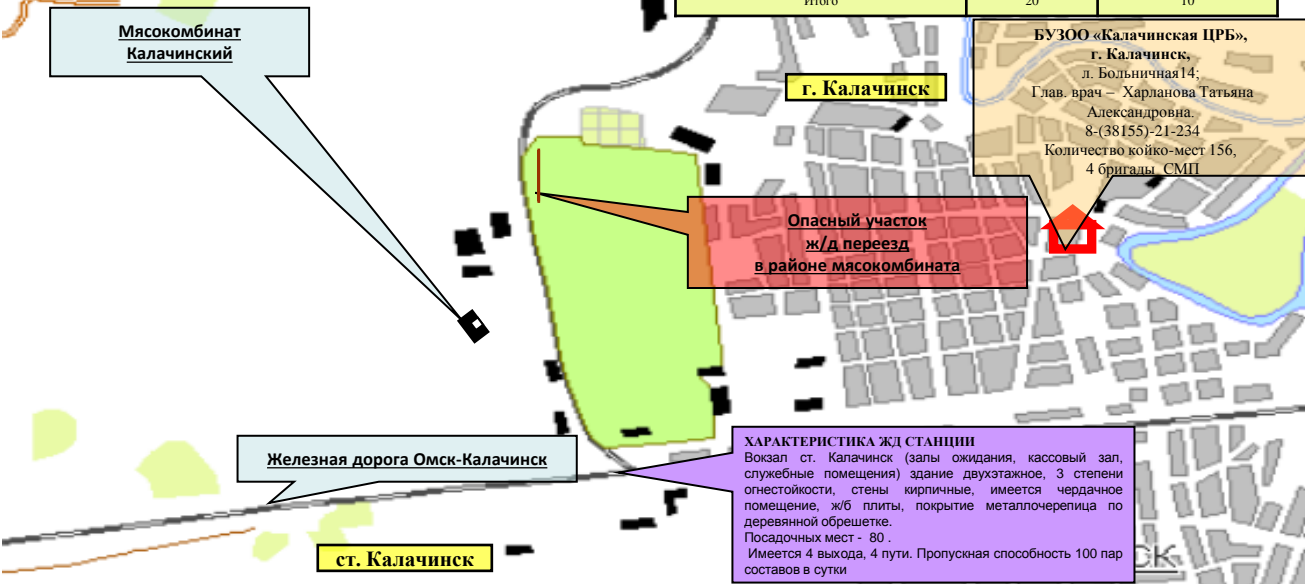 Итого 20 10
Мясокомбинат
Калачинский
БУЗОО «Калачинская ЦРБ»,
г. Калачинск,
л. Больничная14;
Глав. врач – Харланова Татьяна
Александровна.
8-(38155)-21-234
Количество койко-мест 156,
4 бригады СМП
г. Калачинск
Опасный участок
ж/д переезд
в районе мясокомбината
Железная дорога Омск-Калачинск
ХАРАКТЕРИСТИКА ЖД СТАНЦИИ
Вокзал ст. Калачинск (залы ожидания, кассовый зал,
служебные помещения) здание двухэтажное, 3 степени
огнестойкости, стены кирпичные, имеется чердачное
помещение, ж/б плиты, покрытие металлочерепица по
деревянной обрешетке.
Посадочных мест - 80 .
Имеется 4 выхода, 4 пути. Пропускная способность 100 пар
составов в сутки
ст. Калачинск